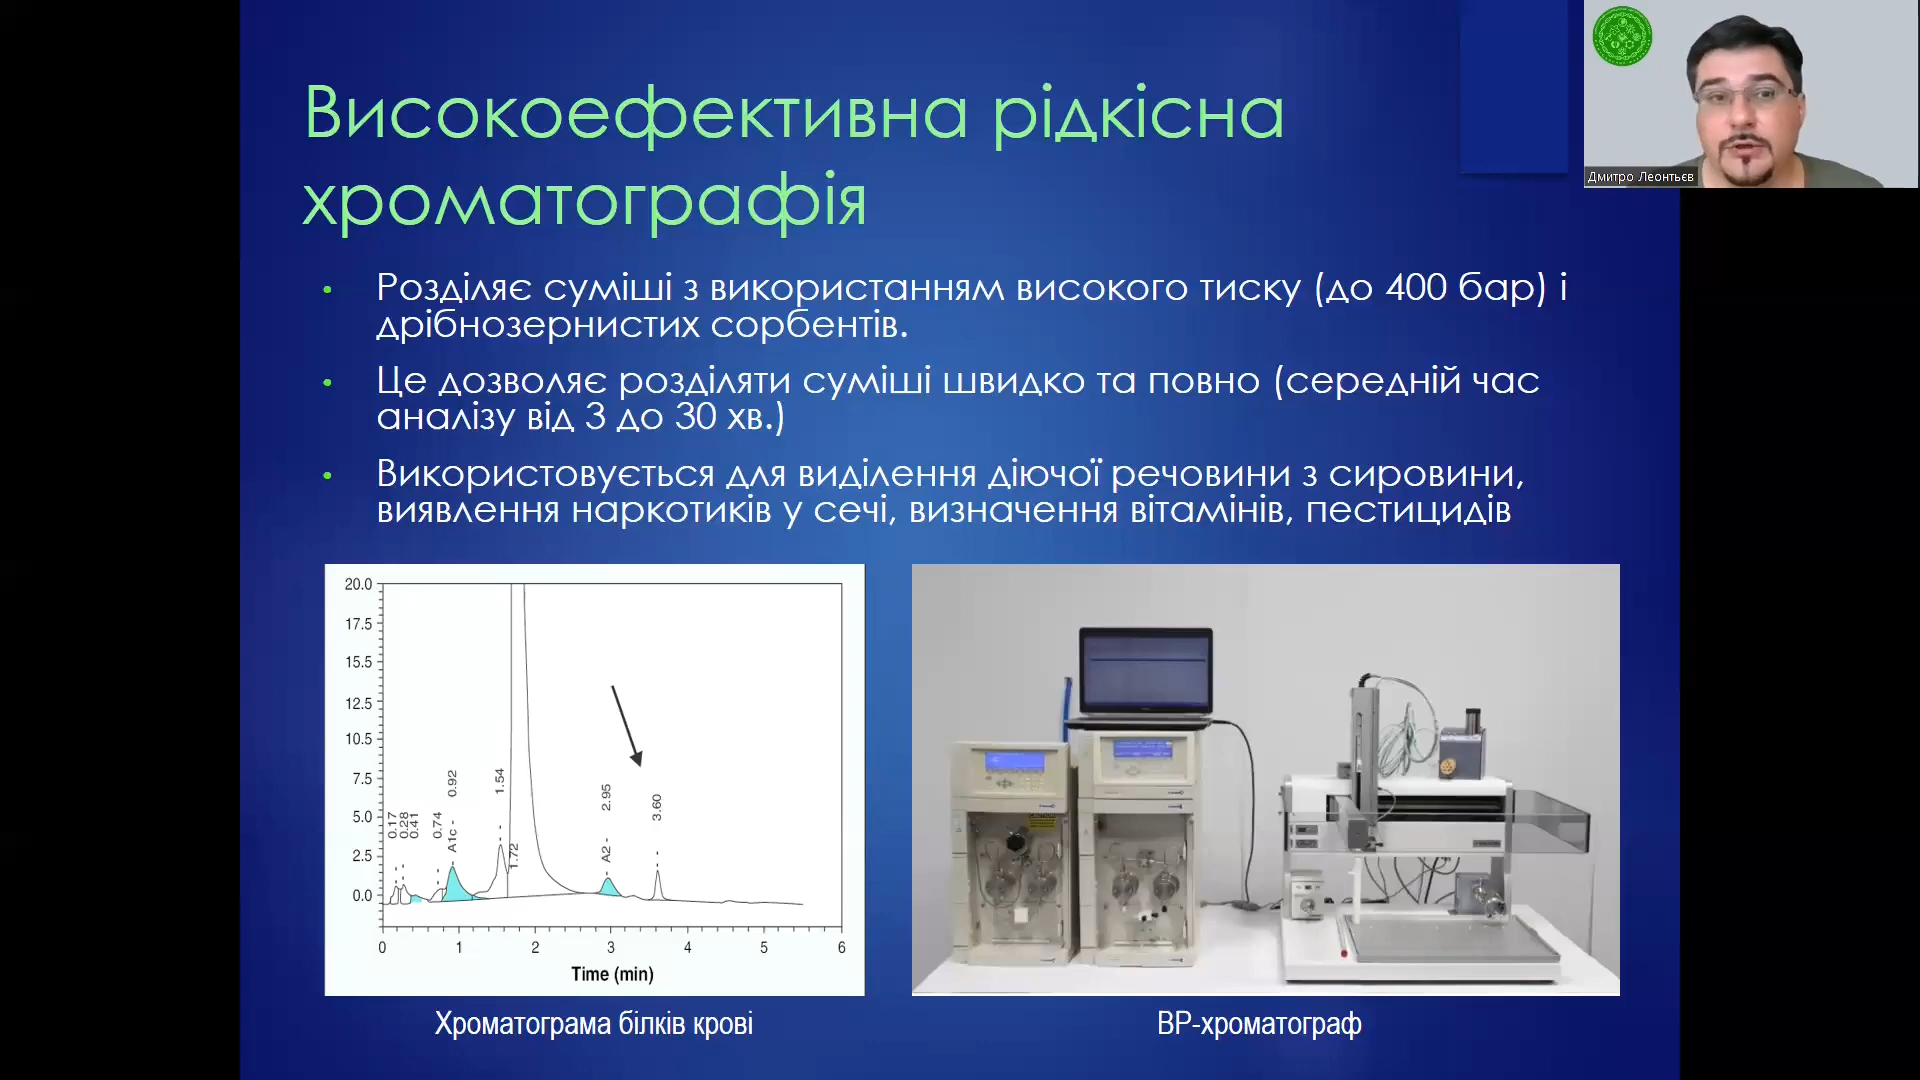 Високоефективна рідкісна
хроматографія
Дмитро Леонтьєв
• Розділяє суміші з використанням високого тиску (до 400 бар) і
дрібнозернистих сорбентів.
• Це дозволяє розділяти суміші швидко та повно (середній час
аналізу від 3 до 30 хв.)
• Використовується для виділення діючої речовини з сировини,
виявлення наркотиків у сечі, визначення вітамінів, пестицидів
20.0
17.5
15.5
12.5
10.5
7.5
5.0
2.5
0.0
0.17
0.28
0.41
0.74
A1c - 0.92
1.54
1.72
A2 - 2.95
3.60
0 1 2 3 4 5 6
Time (min)
Хроматограма білків крові
ВР-хроматограф